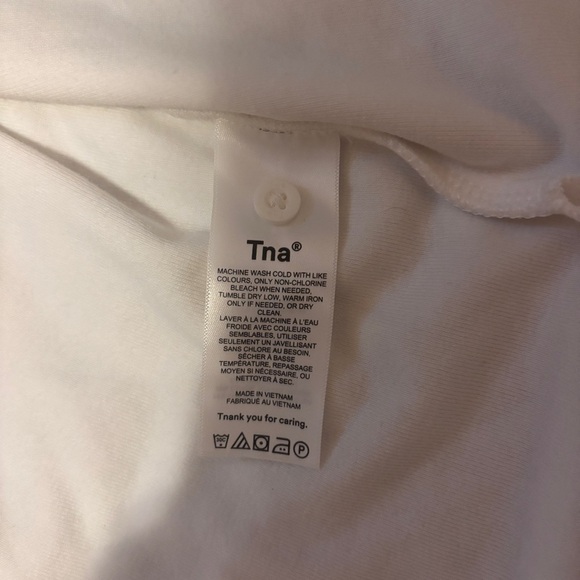 Tna®
MACHINE WASH COLD WITH LIKE
COLOURS, ONLY NON-CHLORINE
BLEACH WHEN NEEDED,
TUMBLE DRY LOW, WARM IRON
ONLY IF NEEDED, OR DRY
CLEAN.
LAVER À LA MACHINE À L'EAU
FROIDE AVEC COULEURS
SEMBLABLES, UTILISER
SEULEMENT UN JAVELLISANT
SANS CHLORE AU BESOIN,
SÉCHER À BASSE
TEMPÉRATURE, REPASSAGE
MOYEN SI NÉCESSAIRE, OU
NETTOYER À SEC.
MADE IN VIETNAM
FABRIQUÉ AU VIETNAM
Tnank you for caring.
P